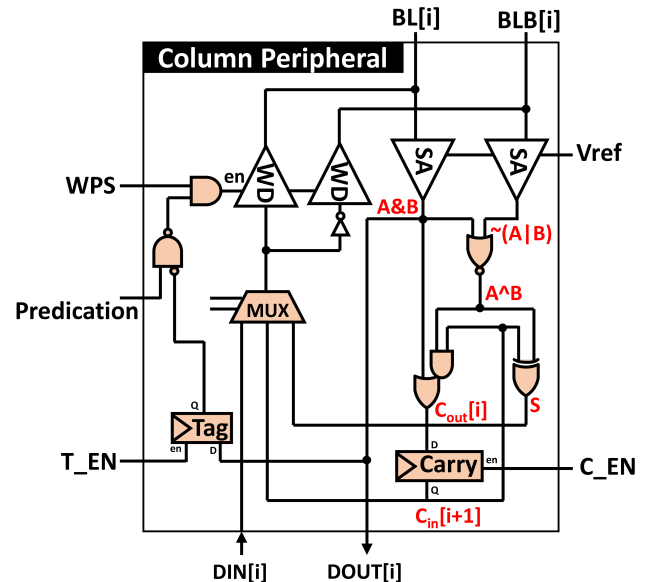 BL[i]
BLB[i]
Column Peripheral
WPS
en
WD
WD
SA
SA
Vref
A&B
~(A|B)
Predication
MUX
A^B
Q
Tag
en
D
Cout[i]
S
T_EN
D
Carry
en
Q
C_EN
Cin[i+1]
DIN[i]
DOUT[i]